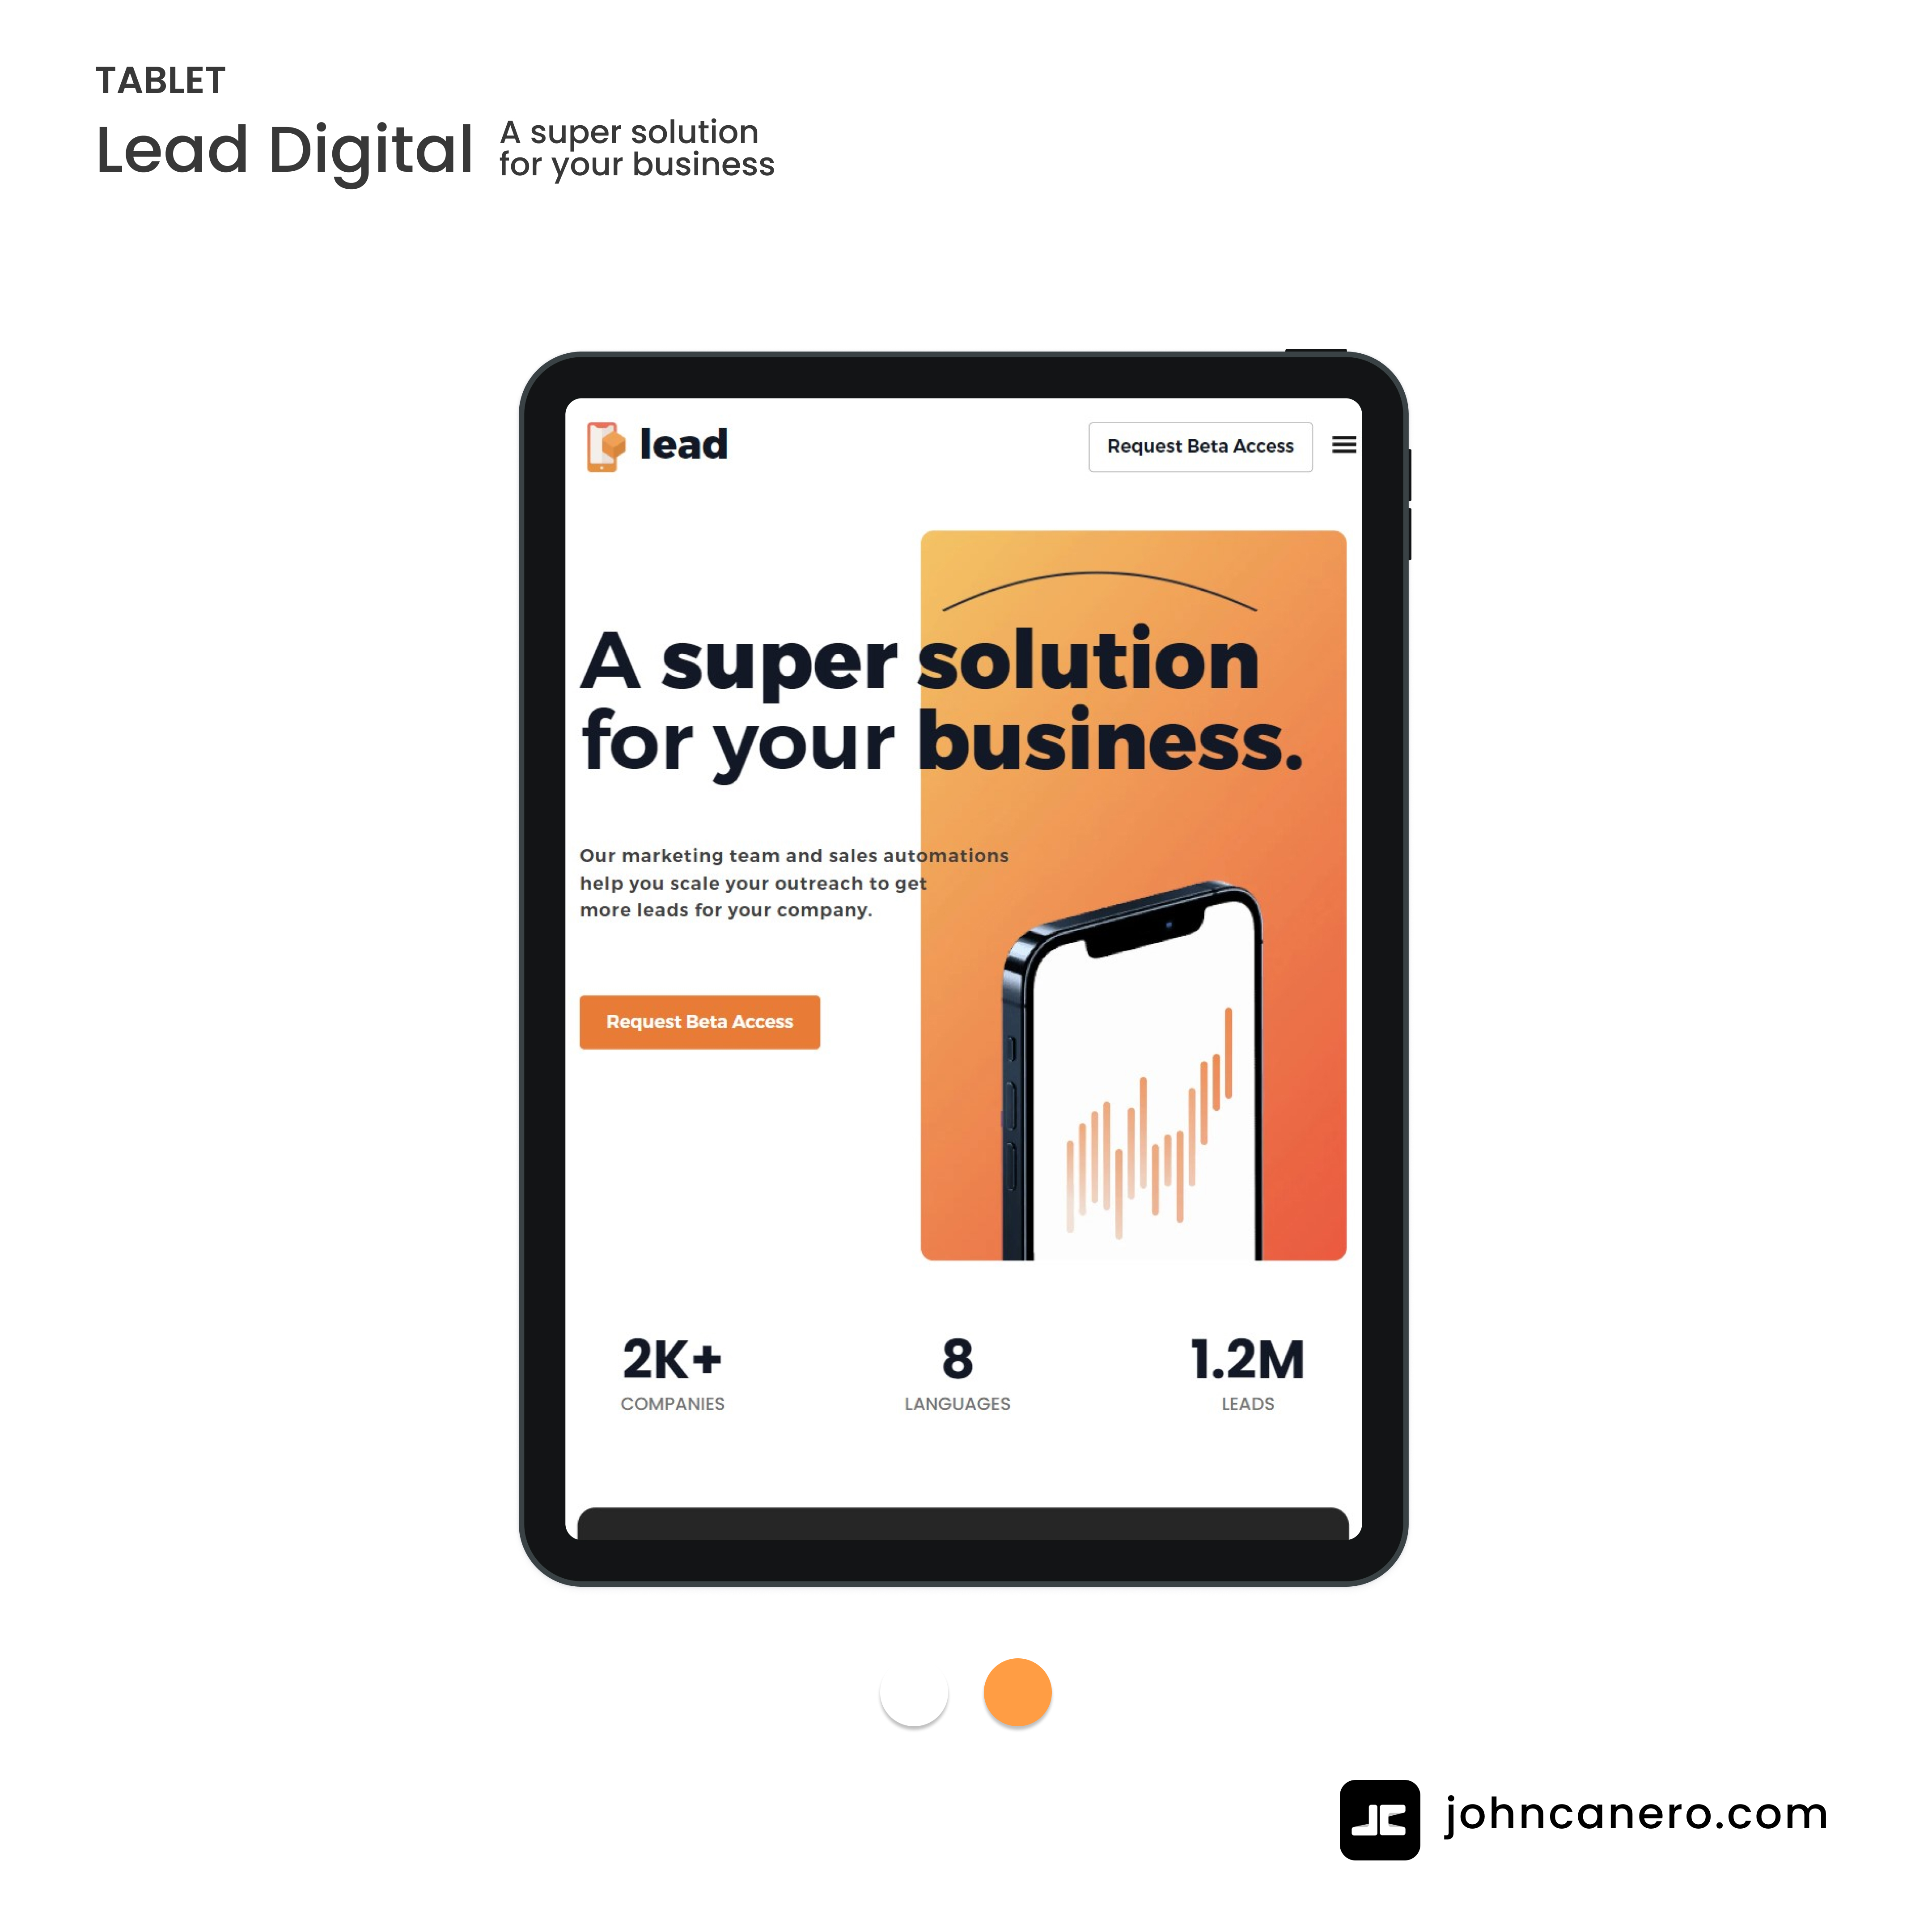 TABLET
Lead Digital
A super solution
for your business
lead
Request Beta Access
A super solution
for your business.
Our marketing team and sales automations
help you scale your outreach to get
more leads for your company.
Request Beta Access
2K+
8
1.2M
COMPANIES
LANGUAGES
LEADS
JC
johncanero.com